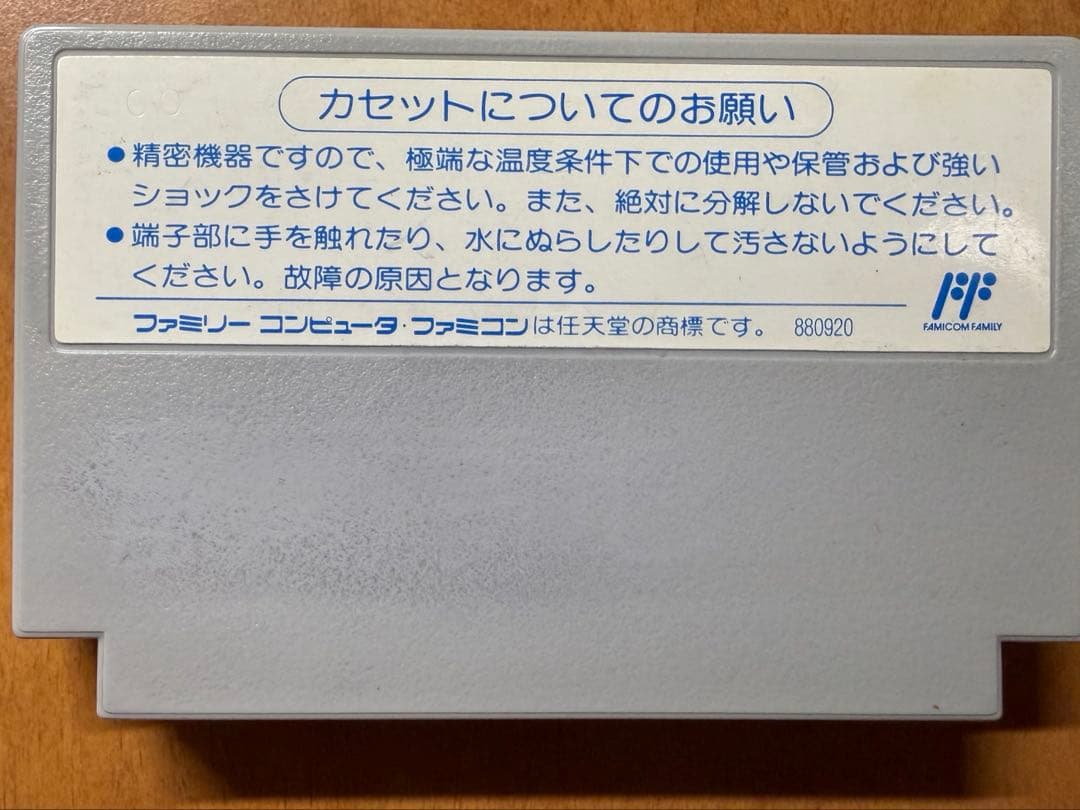 カセットについてのお願い
●精密機器ですので、極端な温度条件下での使用や保管および強い
ショックをさけてください。また、絶対に分解しないでください。
●端子部に手を触れたり、水にぬらしたりして汚さないようにして
ください。故障の原因となります。
ファミリー コンピュータ・ファミコンは任天堂の商標です。 880920
FAMICOM FAMILY